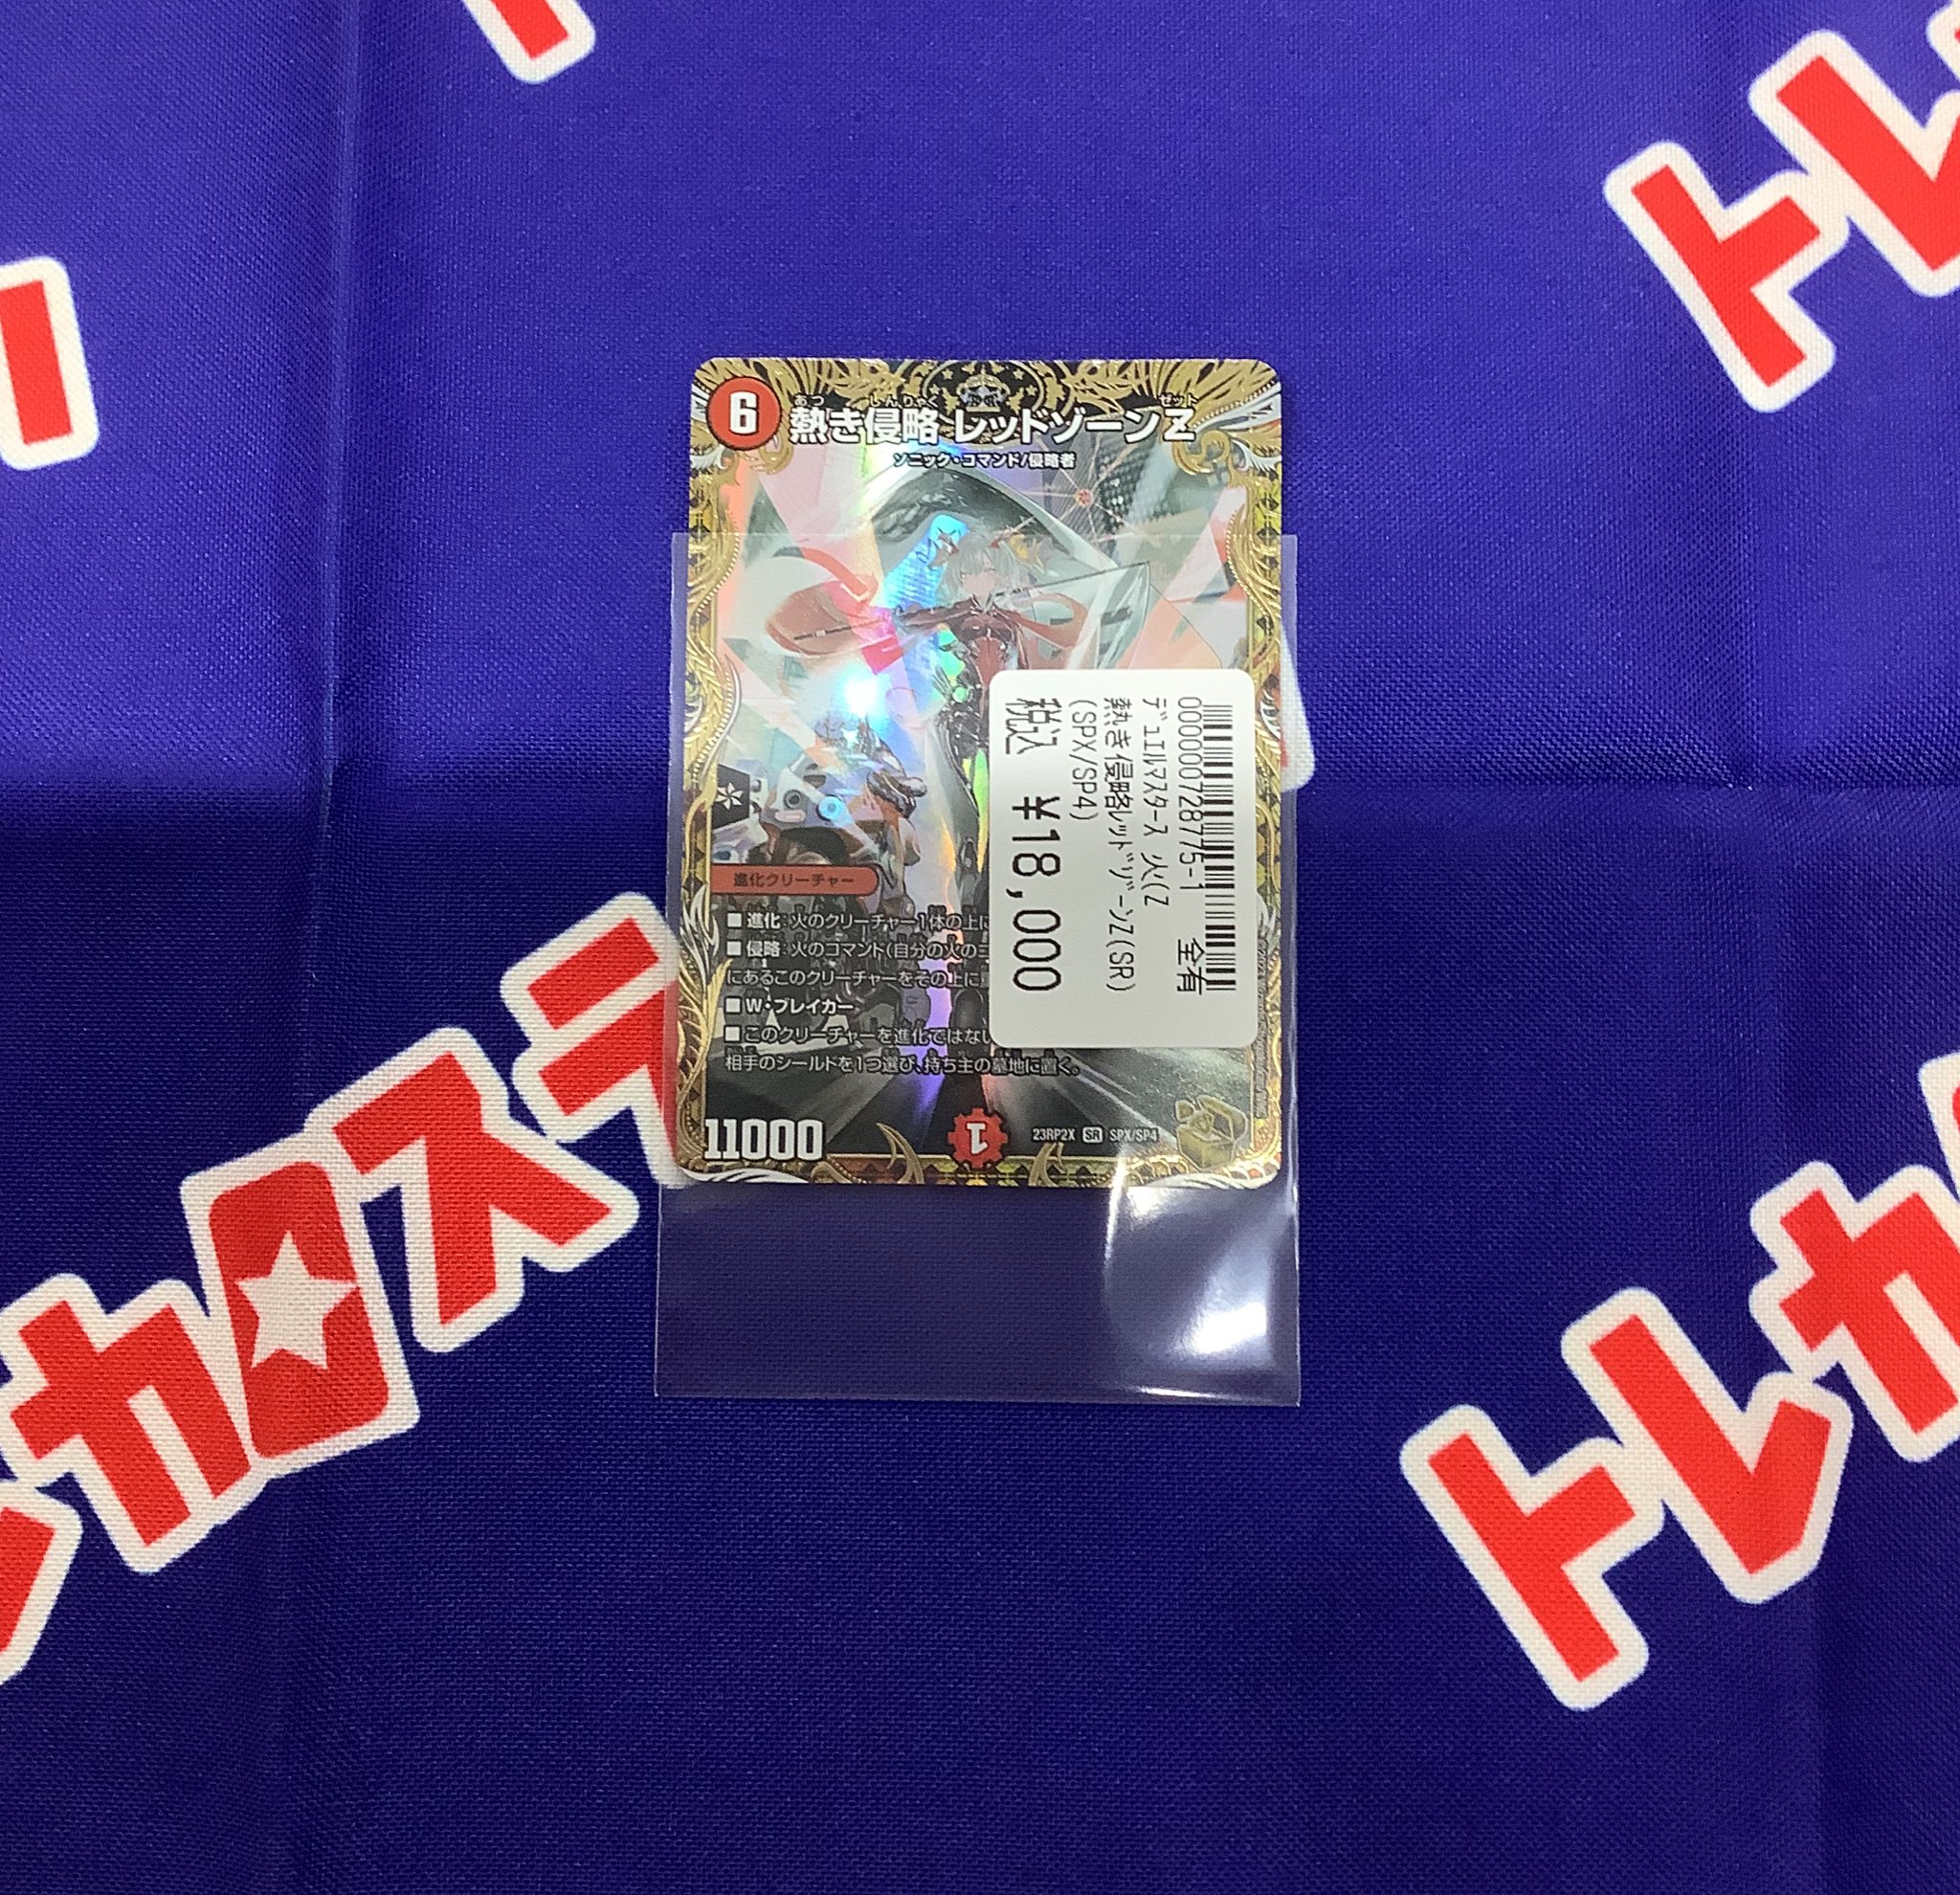 トレ
6
熱き侵略 レッドゾーンZ
あつ しんりゃく ゼット
ソニック・コマンド/侵略者
進化クリーチャー
■進化:火のクリーチャー1体の上に
■侵略:火のコマンド(自分の火のコ
にあるこのクリーチャーをその上に
■W・ブレイカー
■このクリーチャーを進化ではない
相手のシールドを1つ選び、持ち主の墓地に置く。
11000
1
23RP2X SR SPX/SP4
000000728775-1 全有
デュエルマスターズ 火(Z
熱き侵略レッドゾーンZ(SR)
(SPX/SP4)
税込 ¥18,000
カ ス
トレカ